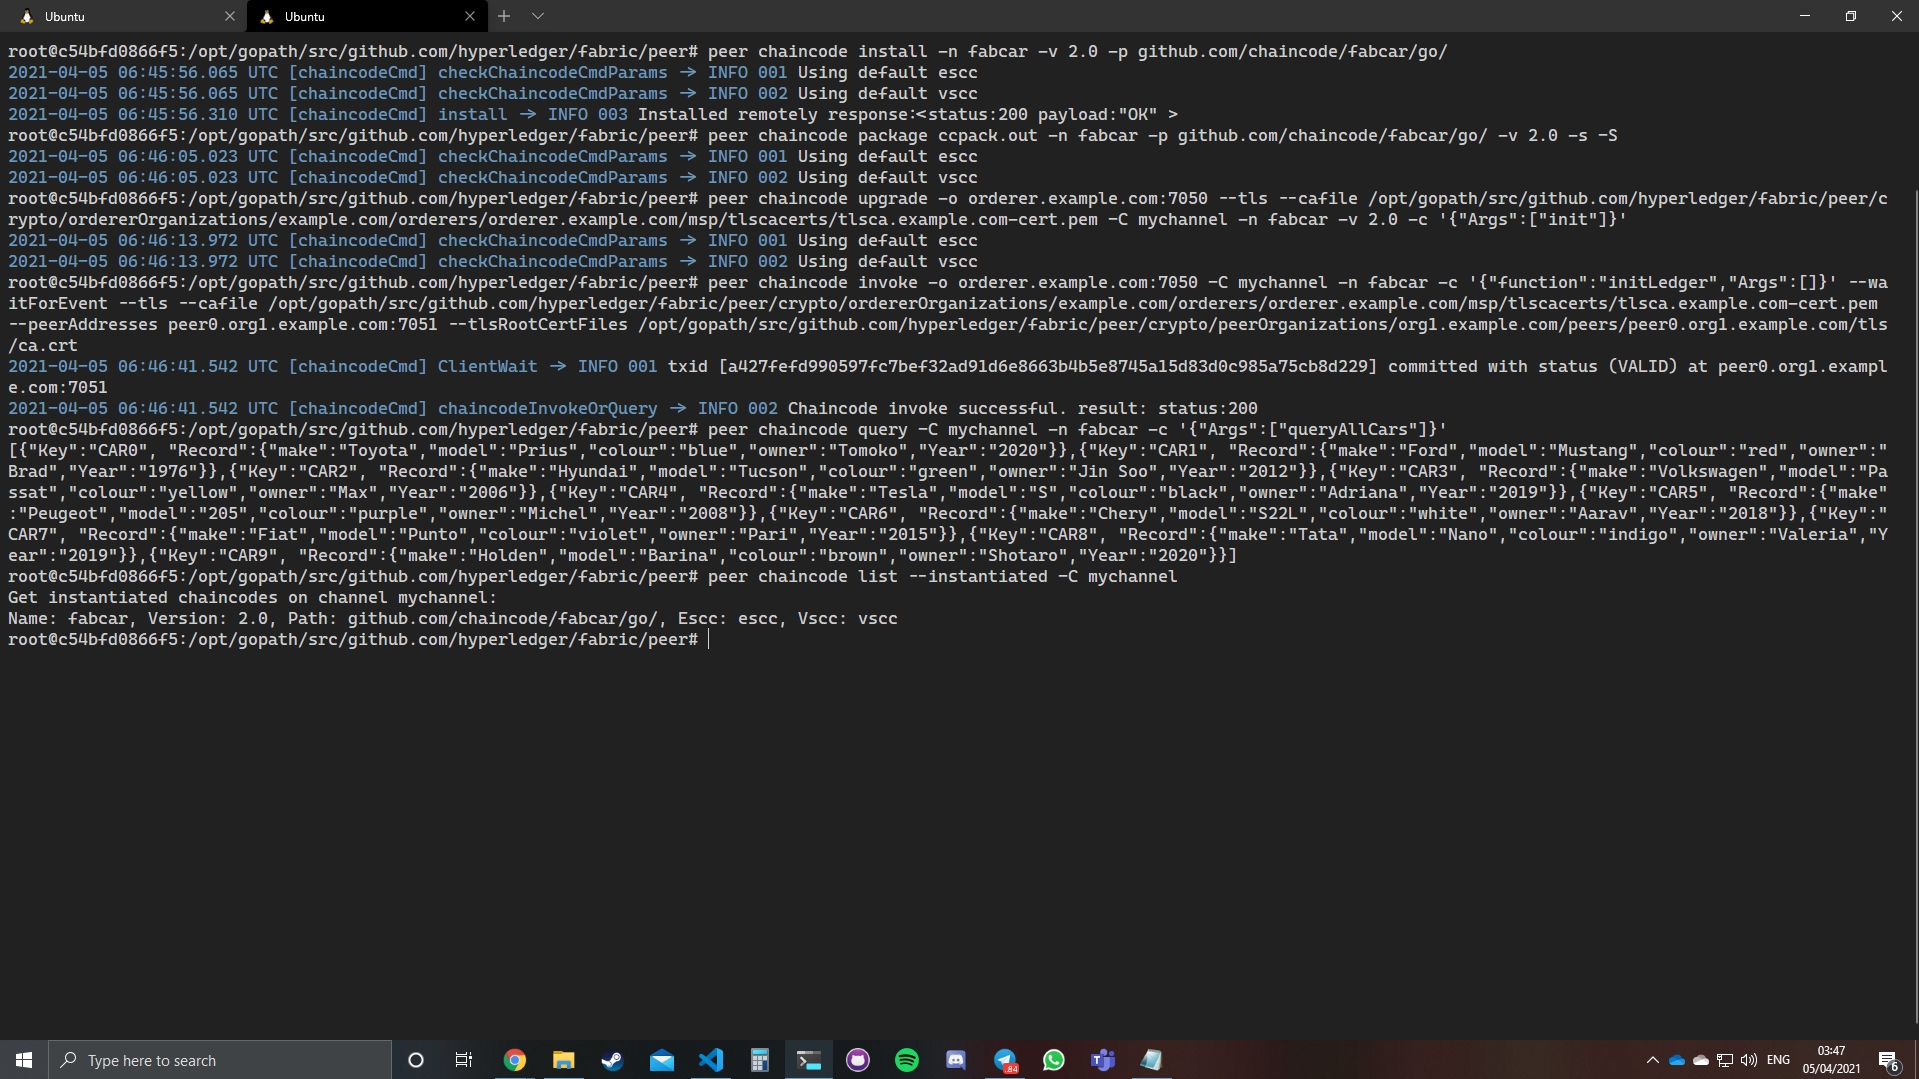 Ubuntu
Ubuntu
root@c54bfd0866f5:/opt/gopath/src/github.com/hyperledger/fabric/peer# peer chaincode install -n fabcar -v 2.0 -p github.com/chaincode/fabcar/go/
2021-04-05 06:45:56.065 UTC [chaincodeCmd] checkChaincodeCmdParams -> INFO 001 Using default escc
2021-04-05 06:45:56.065 UTC [chaincodeCmd] checkChaincodeCmdParams -> INFO 002 Using default vscc
2021-04-05 06:45:56.310 UTC [chaincodeCmd] install -> INFO 003 Installed remotely response:<status:200 payload:"OK" >
root@c54bfd0866f5:/opt/gopath/src/github.com/hyperledger/fabric/peer# peer chaincode package ccpack.out -n fabcar -p github.com/chaincode/fabcar/go/ -v 2.0 -s -S
2021-04-05 06:46:05.023 UTC [chaincodeCmd] checkChaincodeCmdParams -> INFO 001 Using default escc
2021-04-05 06:46:05.023 UTC [chaincodeCmd] checkChaincodeCmdParams -> INFO 002 Using default vscc
root@c54bfd0866f5:/opt/gopath/src/github.com/hyperledger/fabric/peer# peer chaincode upgrade -o orderer.example.com:7050 --tls --cafile /opt/gopath/src/github.com/hyperledger/fabric/peer/c
rypto/ordererOrganizations/example.com/orderers/orderer.example.com/msp/tlscacerts/tlsca.example.com-cert.pem -C mychannel -n fabcar -v 2.0 -c '{"Args":["init"]}'
2021-04-05 06:46:13.972 UTC [chaincodeCmd] checkChaincodeCmdParams -> INFO 001 Using default escc
2021-04-05 06:46:13.972 UTC [chaincodeCmd] checkChaincodeCmdParams -> INFO 002 Using default vscc
root@c54bfd0866f5:/opt/gopath/src/github.com/hyperledger/fabric/peer# peer chaincode invoke -o orderer.example.com:7050 -C mychannel -n fabcar -c '{"function":"initLedger","Args":[]}' --wa
itForEvent --tls --cafile /opt/gopath/src/github.com/hyperledger/fabric/peer/crypto/ordererOrganizations/example.com/orderers/orderer.example.com/msp/tlscacerts/tlsca.example.com-cert.pem
--peerAddresses peer0.org1.example.com:7051 --tlsRootCertFiles /opt/gopath/src/github.com/hyperledger/fabric/peer/crypto/peerOrganizations/org1.example.com/peers/peer0.org1.example.com/tls
/ca.crt
2021-04-05 06:46:41.542 UTC [chaincodeCmd] ClientWait -> INFO 001 txid [a427fefd990597fc7bef32ad91d6e8663b4b5e8745a15d83d0c985a75cb8d229] committed with status (VALID) at peer0.org1.exampl
e.com:7051
2021-04-05 06:46:41.542 UTC [chaincodeCmd] chaincodeInvokeOrQuery -> INFO 002 Chaincode invoke successful. result: status:200
root@c54bfd0866f5:/opt/gopath/src/github.com/hyperledger/fabric/peer# peer chaincode query -C mychannel -n fabcar -c '{"Args":["queryAllCars"]}'
[{"Key":"CAR0", "Record":{"make":"Toyota","model":"Prius","colour":"blue","owner":"Tomoko","Year":"2020"}},{"Key":"CAR1", "Record":{"make":"Ford","model":"Mustang","colour":"red","owner":"
Brad","Year":"1976"}},{"Key":"CAR2", "Record":{"make":"Hyundai","model":"Tucson","colour":"green","owner":"Jin Soo","Year":"2012"}},{"Key":"CAR3", "Record":{"make":"Volkswagen","model":"Pa
ssat","colour":"yellow","owner":"Max","Year":"2006"}},{"Key":"CAR4", "Record":{"make":"Tesla","model":"S","colour":"black","owner":"Adriana","Year":"2019"}},{"Key":"CAR5", "Record":{"make"
:"Peugeot","model":"205","colour":"purple","owner":"Michel","Year":"2008"}},{"Key":"CAR6", "Record":{"make":"Chery","model":"S22L","colour":"white","owner":"Aarav","Year":"2018"}},{"Key":"
CAR7", "Record":{"make":"Fiat","model":"Punto","colour":"violet","owner":"Pari","Year":"2015"}},{"Key":"CAR8", "Record":{"make":"Tata","model":"Nano","colour":"indigo","owner":"Valeria","Y
ear":"2019"}},{"Key":"CAR9", "Record":{"make":"Holden","model":"Barina","colour":"brown","owner":"Shotaro","Year":"2020"}}]
root@c54bfd0866f5:/opt/gopath/src/github.com/hyperledger/fabric/peer# peer chaincode list --instantiated -C mychannel
Get instantiated chaincodes on channel mychannel:
Name: fabcar, Version: 2.0, Path: github.com/chaincode/fabcar/go/, Escc: escc, Vscc: vscc
root@c54bfd0866f5:/opt/gopath/src/github.com/hyperledger/fabric/peer#
Type here to search
.84
ENG
03:47
05/04/2021
6